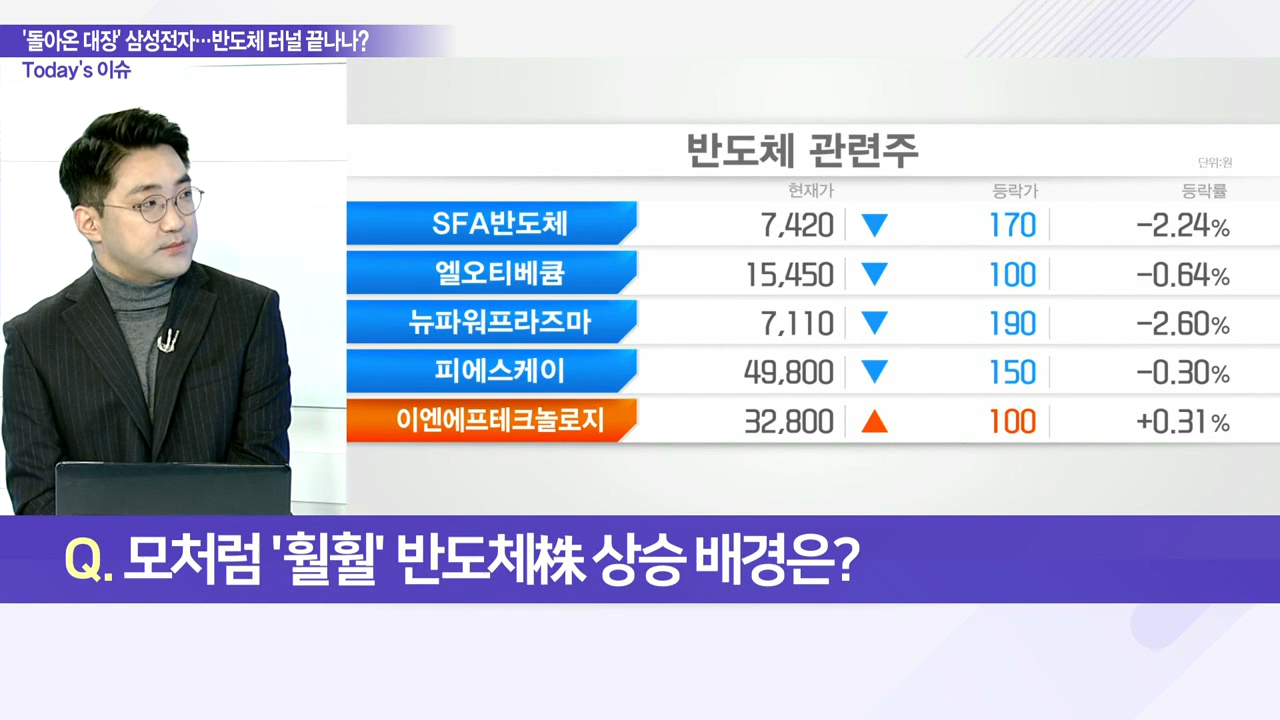 '돌아온 대장' 삼성전자…반도체 터널 끝나나?
Today's 이슈
반도체 관련주
단위:원
현재가 등락가 등락률
SFA반도체 7,420 ▼ 170 -2.24%
엘오티베큠 15,450 ▼ 100 -0.64%
뉴파워프라즈마 7,110 ▼ 190 -2.60%
피에스케이 49,800 ▼ 150 -0.30%
이엔에프테크놀로지 32,800 ▲ 100 +0.31%
Q. 모처럼 '훨훨' 반도체株 상승 배경은?